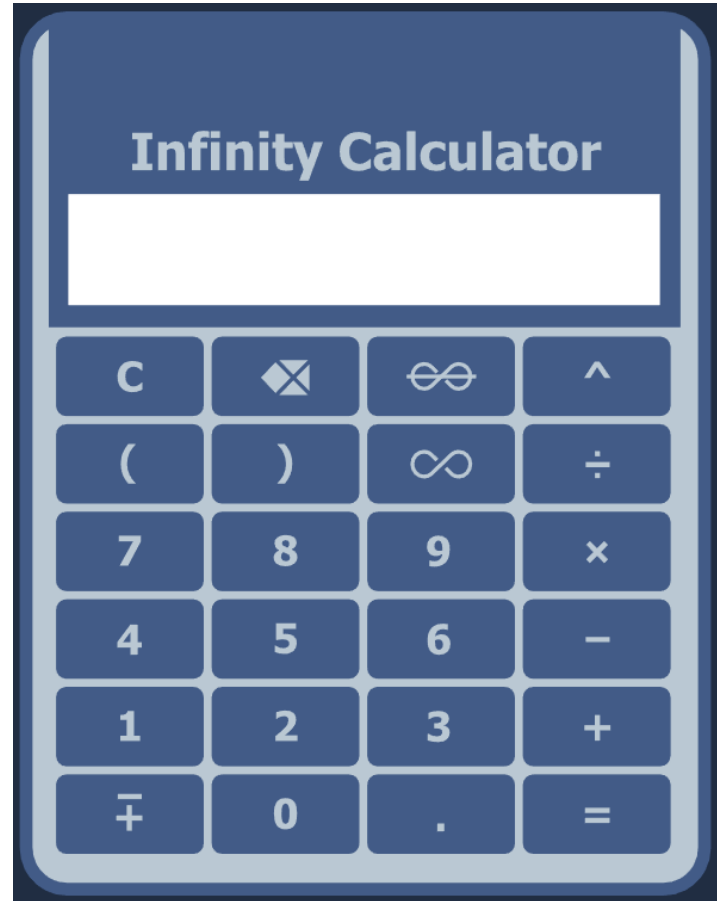 Infinity Calculator
C ⌫ ∞̶ ^
( ) ∞ ÷
7 8 9 ×
4 5 6 −
1 2 3 +
∓ 0 . =